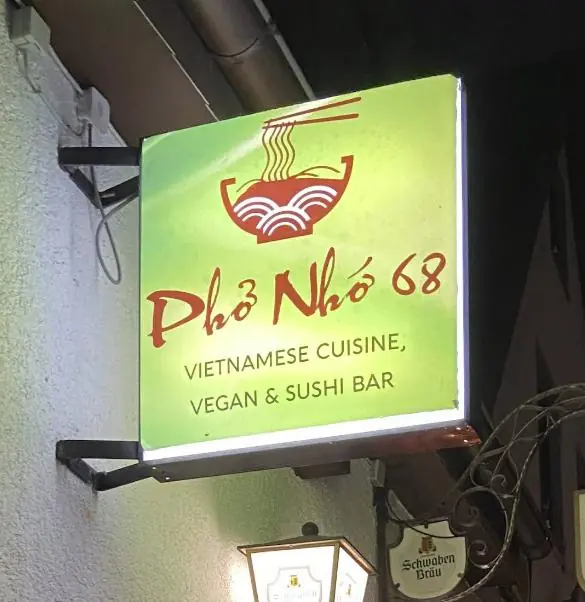 Phở Nhớ 68
VIETNAMESE CUISINE,
VEGAN & SUSHI BAR
Schwaben
Bräu